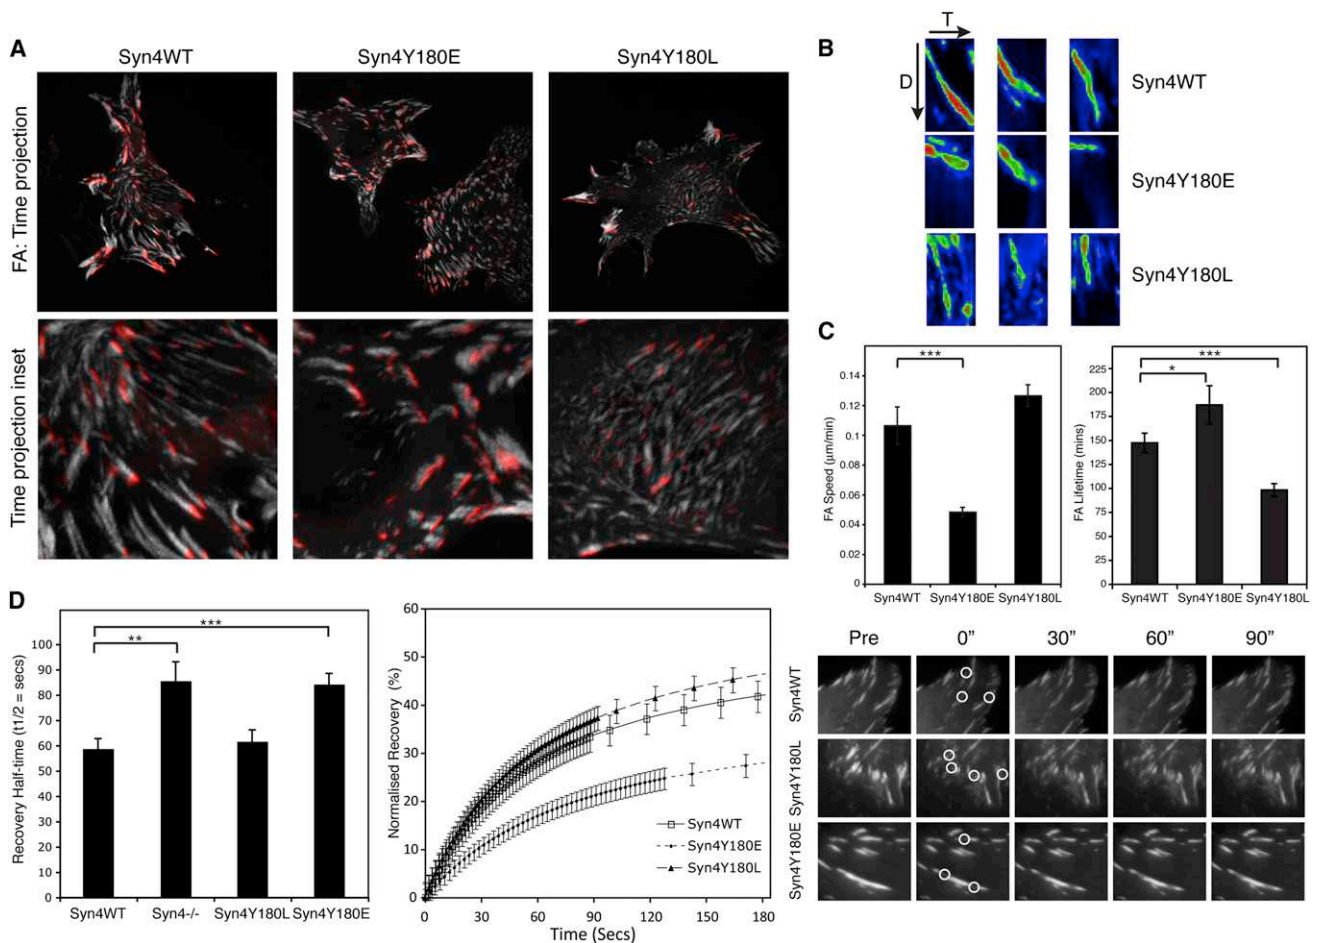 A
Syn4WT
Syn4Y180E
Syn4Y180L
FA: Time projection
Time projection inset
B
T
D
Syn4WT
Syn4Y180E
Syn4Y180L
C
FA Speed (μm/min)
0.14
0.12
0.1
0.08
0.06
0.04
0.02
0
***
Syn4WT Syn4Y180E Syn4Y180L
FA Lifetime (mins)
225
200
175
150
125
100
75
50
25
0
***
*
Syn4WT Syn4Y180E Syn4Y180L
D
Recovery Half-time (t1/2 = secs)
100
90
80
70
60
50
40
30
20
10
0
***
**
Syn4WT Syn4-/- Syn4Y180L Syn4Y180E
Normalised Recovery (%)
60
50
40
30
20
10
0
0 30 60 90 120 150 180
Time (Secs)
Syn4WT
Syn4Y180E
Syn4Y180L
Pre 0” 30” 60” 90”
Syn4WT
Syn4Y180L
Syn4Y180E